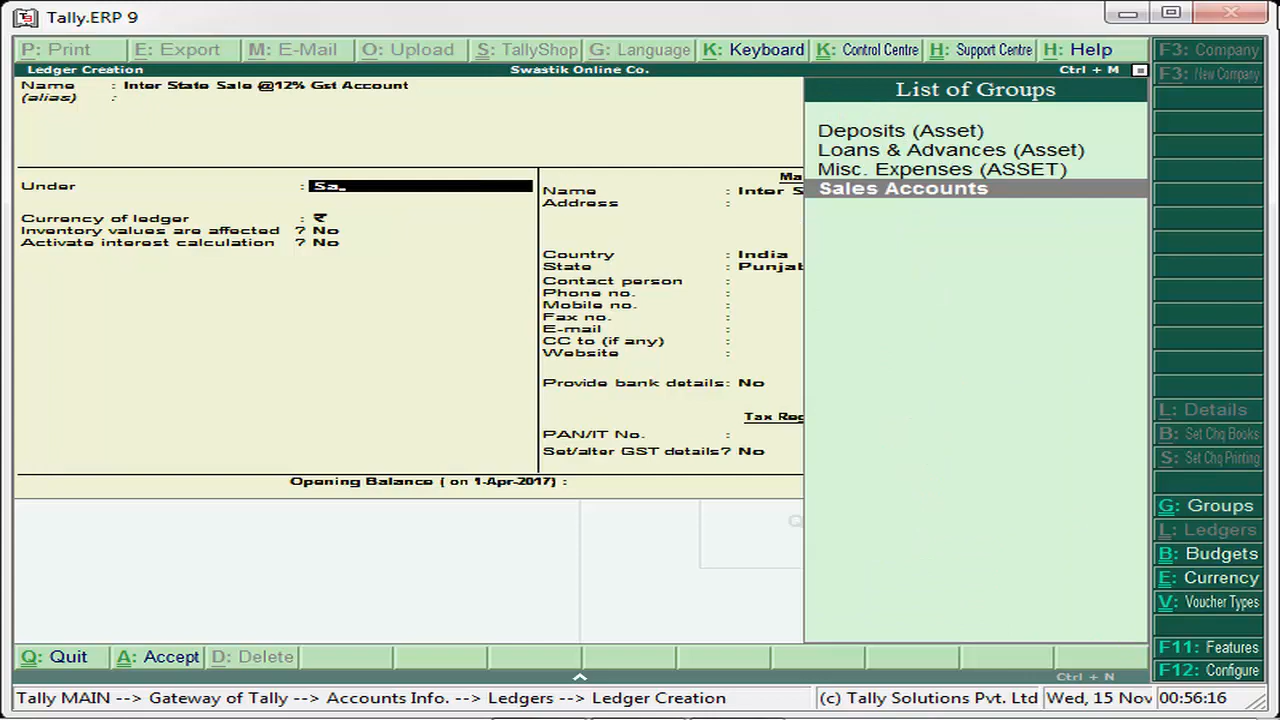 Tally.ERP 9
P: Print E: Export M: E-Mail O: Upload S: TallyShop G: Language K: Keyboard K: Control Centre H: Support Centre H: Help F3: Company
Ledger Creation Swastik Online Co. Ctrl + M F3: New Company
Name : Inter State Sale @12% Gst Account
(alias) :
List of Groups
Deposits (Asset)
Loans & Advances (Asset)
Misc. Expenses (ASSET)
Sales Accounts
Under : Sa
Currency of ledger : ₹
Inventory values are affected ? No
Activate interest calculation ? No
Ma
Name : Inter S
Address :
Country : India
State : Punjab
Contact person :
Phone no. :
Mobile no. :
Fax no. :
E-mail :
CC to (if any) :
Website :
Provide bank details: No
Tax Reg
PAN/IT No. :
Set/alter GST details? No
Opening Balance ( on 1-Apr-2017) :
Q
L: Details
B: Set Chq Books
S: Set Chq Printing
G: Groups
L: Ledgers
B: Budgets
E: Currency
V: Voucher Types
F11: Features
F12: Configure
Q: Quit A: Accept D: Delete
Ctrl + N
Tally MAIN --> Gateway of Tally --> Accounts Info. --> Ledgers --> Ledger Creation (c) Tally Solutions Pvt. Ltd Wed, 15 Nov 00:56:16